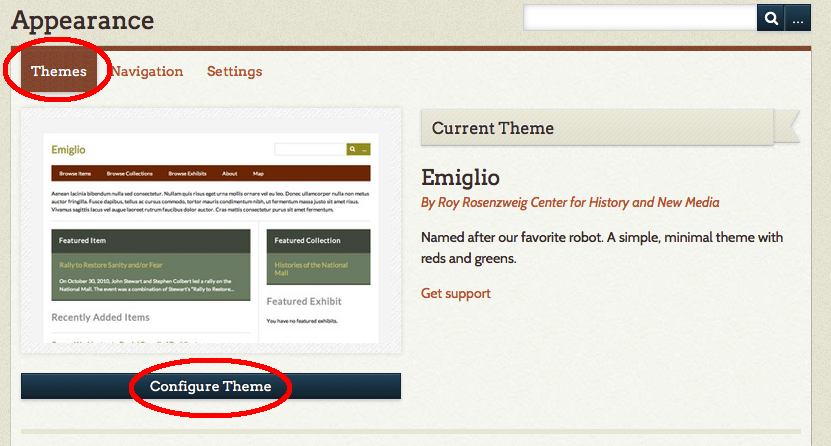 Appearance
...
Themes
Navigation
Settings
Emiglio
...
Browse Items Browse Collections Browse Exhibits About Map
Aenean lacinia bibendum nulla sed consectetur. Nullam quis risus eget urna mollis ornare vel eu leo. Donec ullamcorper nulla non metus
auctor fringilla. Fusce dapibus, tellus ac cursus commodo, tortor mauris condimentum nibh, ut fermentum massa justo sit amet risus.
Vivamus sagittis lacus vel augue laoreet rutrum faucibus dolor auctor. Cras mattis consectetur purus sit amet fermentum.
Featured Item
Rally to Restore Sanity and/or Fear
On October 30, 2010, John Stewart and Stephen Colbert led a rally on the
National Mall. The event was a combination of Stewart's "Rally to Restore...
Recently Added Items
Featured Collection
Histories of the National
Mall
Featured Exhibit
You have no featured exhibits.
Configure Theme
Current Theme
Emiglio
By Roy Rosenzweig Center for History and New Media
Named after our favorite robot. A simple, minimal theme with
reds and greens.
Get support